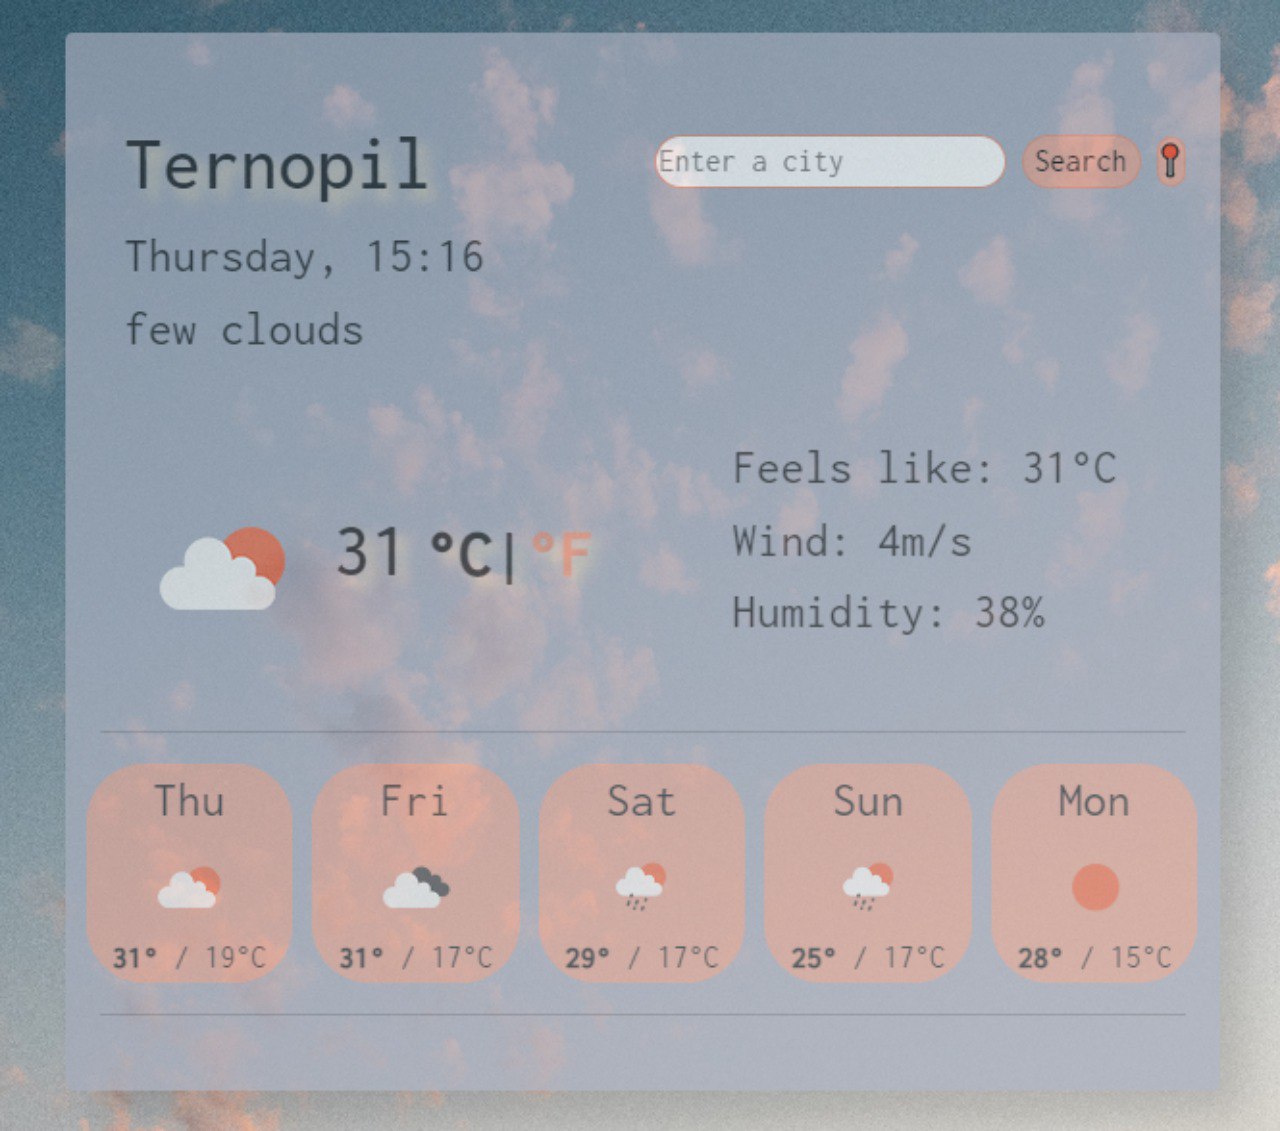 Ternopil
Enter a city
Search
Thursday, 15:16
few clouds
31 °C|°F
Feels like: 31°C
Wind: 4m/s
Humidity: 38%
Thu
31° / 19°C
Fri
31° / 17°C
Sat
29° / 17°C
Sun
25° / 17°C
Mon
28° / 15°C